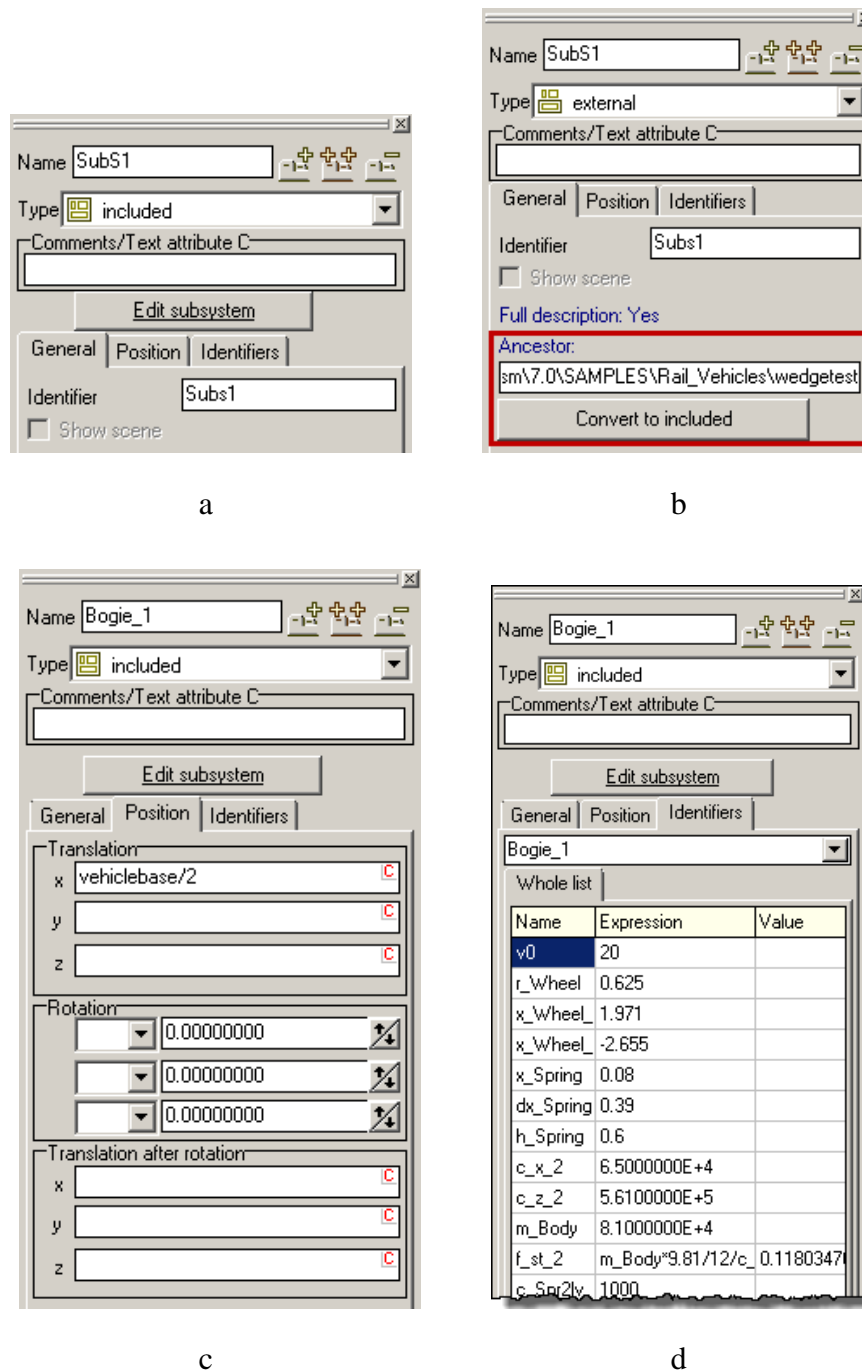 Name SubS1
Type included
Comments/Text attribute C
Edit subsystem
General Position Identifiers
Identifier Subs1
Show scene
a
Name SubS1
Type external
Comments/Text attribute C
General Position Identifiers
Identifier Subs1
Show scene
Full description: Yes
Ancestor:
sm\7.0\SAMPLES\Rail_Vehicles\wedgetest
Convert to included
b
Name Bogie_1
Type included
Comments/Text attribute C
Edit subsystem
General Position Identifiers
Translation
x vehiclebase/2 C
y C
z C
Rotation
0.00000000
0.00000000
0.00000000
Translation after rotation
x C
y C
z C
c
Name Bogie_1
Type included
Comments/Text attribute C
Edit subsystem
General Position Identifiers
Bogie_1
Whole list
Name Expression Value
v0 20
r_Wheel 0.625
x_Wheel_ 1.971
x_Wheel_ -2.655
x_Spring 0.08
dx_Spring 0.39
h_Spring 0.6
c_x_2 6.5000000E+4
c_z_2 5.6100000E+5
m_Body 8.1000000E+4
f_st_2 m_Body*9.81/12/c_ 0.1180347
1000
d